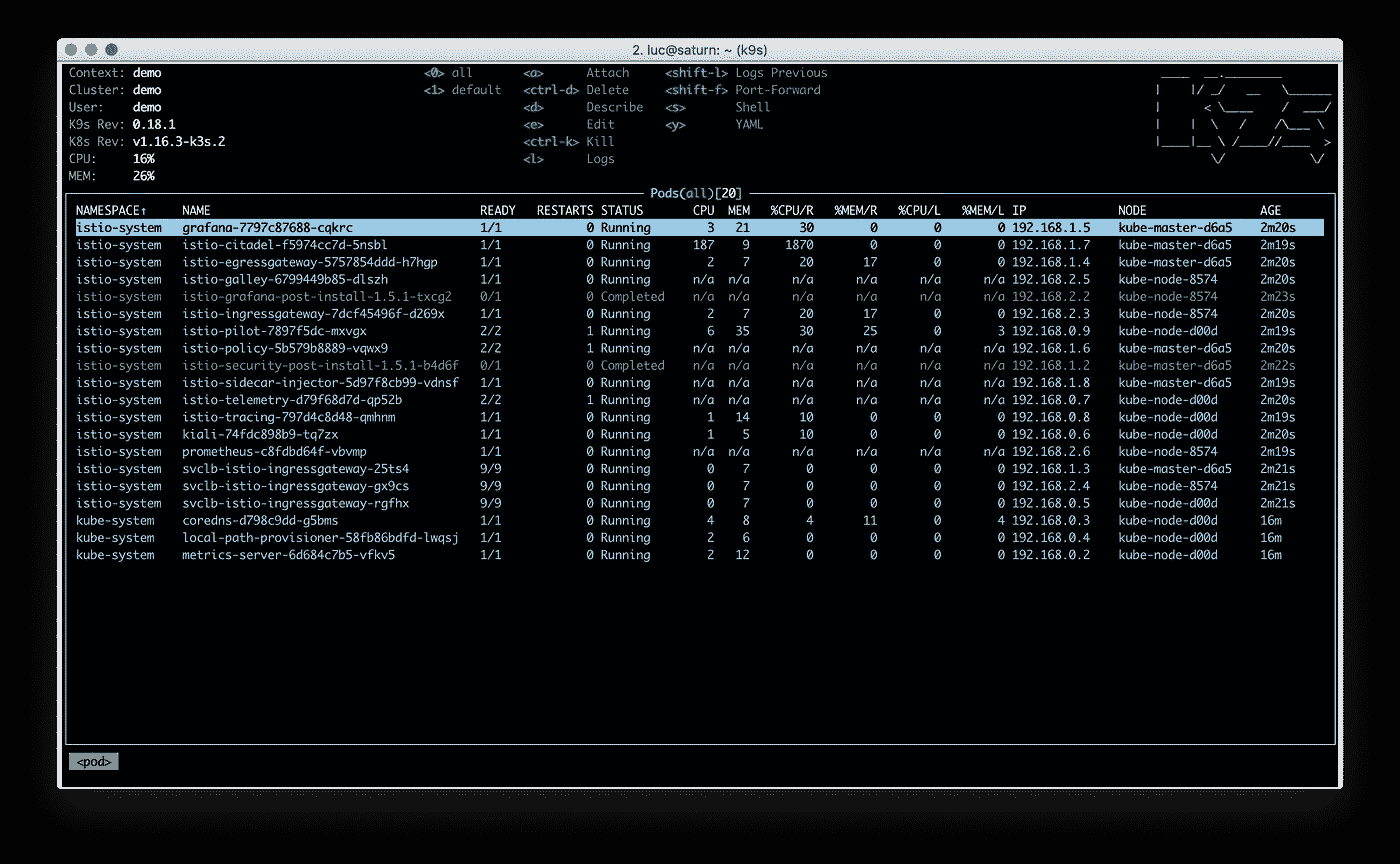 2. luc@saturn: ~ (k9s)
Context: demo <0> all <a> Attach <shift-l> Logs Previous
Cluster: demo <1> default <ctrl-d> Delete <shift-f> Port-Forward
User: demo <d> Describe <s> Shell
K9s Rev: 0.18.1 <e> Edit <y> YAML
K8s Rev: v1.16.3-k3s.2 <ctrl-k> Kill
CPU: 16% <l> Logs
MEM: 26%
Pods(all)[20]
NAMESPACE↑ NAME READY RESTARTS STATUS CPU MEM %CPU/R %MEM/R %CPU/L %MEM/L IP NODE AGE
istio-system grafana-7797c87688-cqkrc 1/1 0 Running 3 21 30 0 0 0 192.168.1.5 kube-master-d6a5 2m20s
istio-system istio-citadel-f5974cc7d-5nsbl 1/1 0 Running 187 9 1870 0 0 0 192.168.1.7 kube-master-d6a5 2m19s
istio-system istio-egressgateway-5757854ddd-h7hgp 1/1 0 Running 2 7 20 17 0 0 192.168.1.4 kube-master-d6a5 2m20s
istio-system istio-galley-6799449b85-dlszh 1/1 0 Running n/a n/a n/a n/a n/a n/a 192.168.2.5 kube-node-8574 2m20s
istio-system istio-grafana-post-install-1.5.1-txcg2 0/1 0 Completed n/a n/a n/a n/a n/a n/a 192.168.2.2 kube-node-8574 2m23s
istio-system istio-ingressgateway-7dcf45496f-d269x 1/1 0 Running 2 7 20 17 0 0 192.168.2.3 kube-node-8574 2m20s
istio-system istio-pilot-7897f5dc-mxvgx 2/2 1 Running 6 35 30 25 0 3 192.168.0.9 kube-node-d00d 2m19s
istio-system istio-policy-5b579b8889-vqwx9 2/2 1 Running n/a n/a n/a n/a n/a n/a 192.168.1.6 kube-master-d6a5 2m20s
istio-system istio-security-post-install-1.5.1-b4d6f 0/1 0 Completed n/a n/a n/a n/a n/a n/a 192.168.1.2 kube-master-d6a5 2m22s
istio-system istio-sidecar-injector-5d97f8cb99-vdnsf 1/1 0 Running n/a n/a n/a n/a n/a n/a 192.168.1.8 kube-master-d6a5 2m19s
istio-system istio-telemetry-d79f68d7d-qp52b 2/2 1 Running n/a n/a n/a n/a n/a n/a 192.168.0.7 kube-node-d00d 2m20s
istio-system istio-tracing-797d4c8d48-qmhnm 1/1 0 Running 1 14 10 0 0 0 192.168.0.8 kube-node-d00d 2m19s
istio-system kiali-74fdc898b9-tq7zx 1/1 0 Running 1 5 10 0 0 0 192.168.0.6 kube-node-d00d 2m20s
istio-system prometheus-c8fdbd64f-vbvmp 1/1 0 Running n/a n/a n/a n/a n/a n/a 192.168.2.6 kube-node-8574 2m19s
istio-system svclb-istio-ingressgateway-25ts4 9/9 0 Running 0 7 0 0 0 0 192.168.1.3 kube-master-d6a5 2m21s
istio-system svclb-istio-ingressgateway-gx9cs 9/9 0 Running 0 7 0 0 0 0 192.168.2.4 kube-node-8574 2m21s
istio-system svclb-istio-ingressgateway-rgfhx 9/9 0 Running 0 7 0 0 0 0 192.168.0.5 kube-node-d00d 2m21s
kube-system coredns-d798c9dd-g5bms 1/1 0 Running 4 8 4 11 0 4 192.168.0.3 kube-node-d00d 16m
kube-system local-path-provisioner-58fb86bdfd-lwqsj 1/1 0 Running 2 6 0 0 0 0 192.168.0.4 kube-node-d00d 16m
kube-system metrics-server-6d684c7b5-vfkv5 1/1 0 Running 2 12 0 0 0 0 192.168.0.2 kube-node-d00d 16m
<pod>